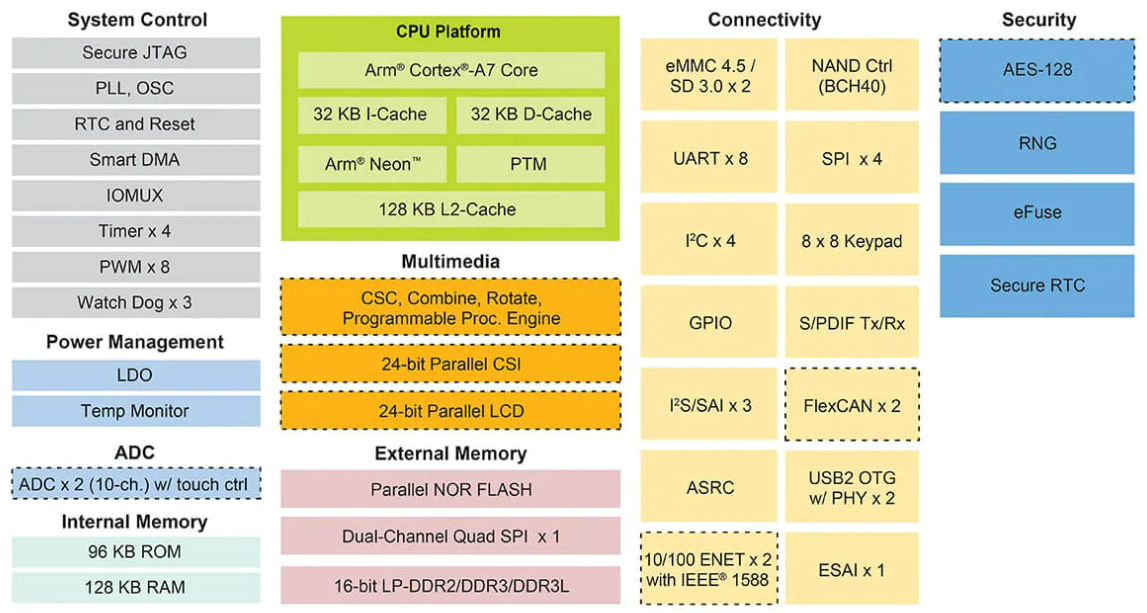 System Control
Secure JTAG
PLL, OSC
RTC and Reset
Smart DMA
IOMUX
Timer x 4
PWM x 8
Watch Dog x 3
Power Management
LDO
Temp Monitor
ADC
ADC x 2 (10-ch.) w/ touch ctrl
Internal Memory
96 KB ROM
128 KB RAM
CPU Platform
Arm® Cortex®-A7 Core
32 KB I-Cache
32 KB D-Cache
Arm® Neon™
PTM
128 KB L2-Cache
Multimedia
CSC, Combine, Rotate,
Programmable Proc. Engine
24-bit Parallel CSI
24-bit Parallel LCD
External Memory
Parallel NOR FLASH
Dual-Channel Quad SPI x 1
16-bit LP-DDR2/DDR3/DDR3L
Connectivity
eMMC 4.5 /
SD 3.0 x 2
NAND Ctrl
(BCH40)
UART x 8
SPI x 4
I²C x 4
8 x 8 Keypad
GPIO
S/PDIF Tx/Rx
I²S/SAI x 3
FlexCAN x 2
ASRC
USB2 OTG
w/ PHY x 2
10/100 ENET x 2
with IEEE® 1588
ESAI x 1
Security
AES-128
RNG
eFuse
Secure RTC